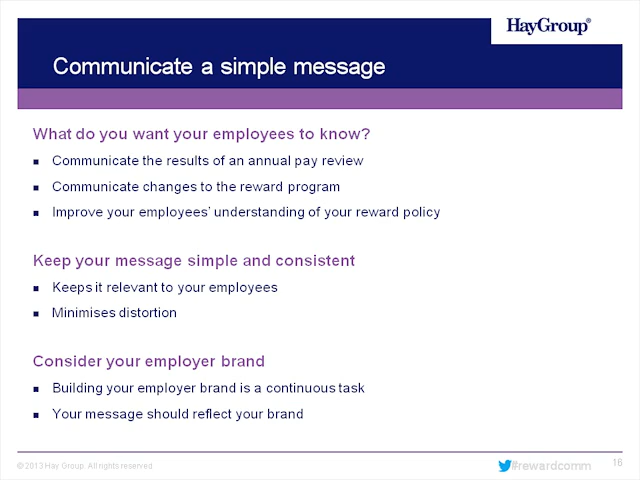 HayGroup®
Communicate a simple message
What do you want your employees to know?
▪ Communicate the results of an annual pay review
▪ Communicate changes to the reward program
▪ Improve your employees’ understanding of your reward policy
Keep your message simple and consistent
▪ Keeps it relevant to your employees
▪ Minimises distortion
Consider your employer brand
▪ Building your employer brand is a continuous task
▪ Your message should reflect your brand
© 2013 Hay Group. All rights reserved
#rewardcomm
16